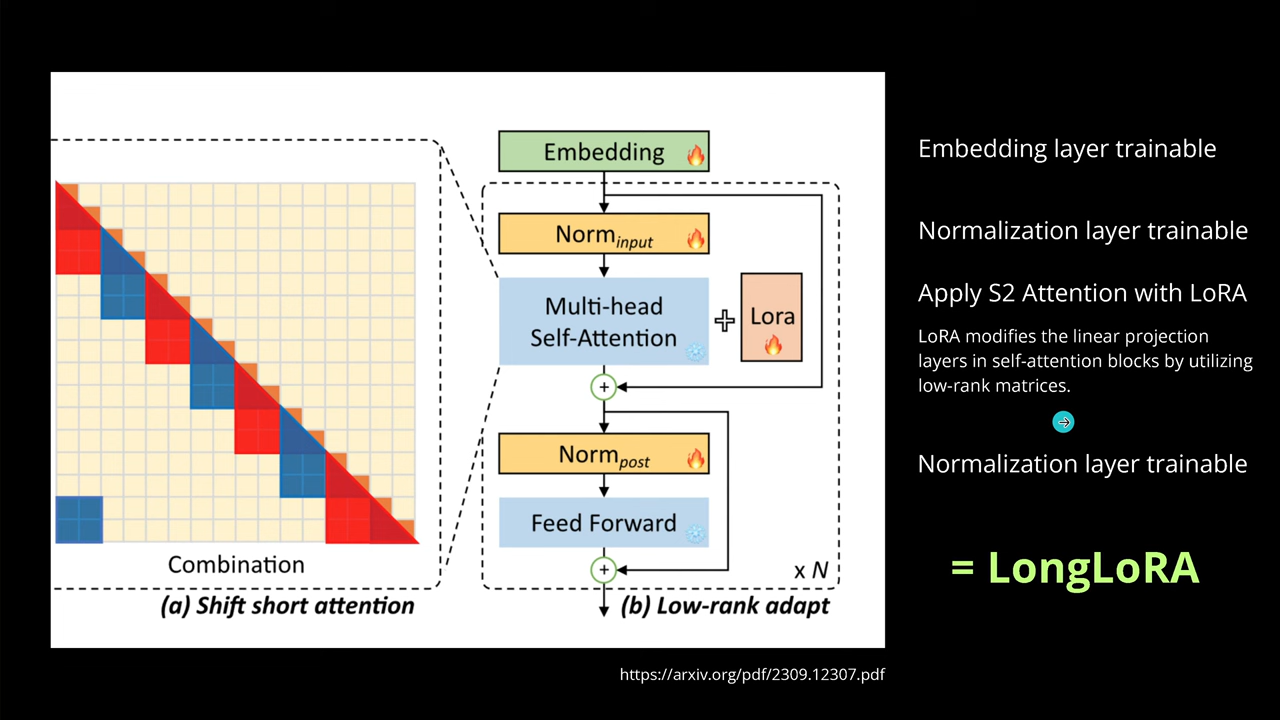 Embedding
Norm input
Multi-head
Self-Attention
Lora
Norm post
Feed Forward
x N
Combination
(a) Shift short attention
(b) Low-rank adapt
https://arxiv.org/pdf/2309.12307.pdf
Embedding layer trainable
Normalization layer trainable
Apply S2 Attention with LoRA
LoRA modifies the linear projection
layers in self-attention blocks by utilizing
low-rank matrices.
Normalization layer trainable
= LongLoRA